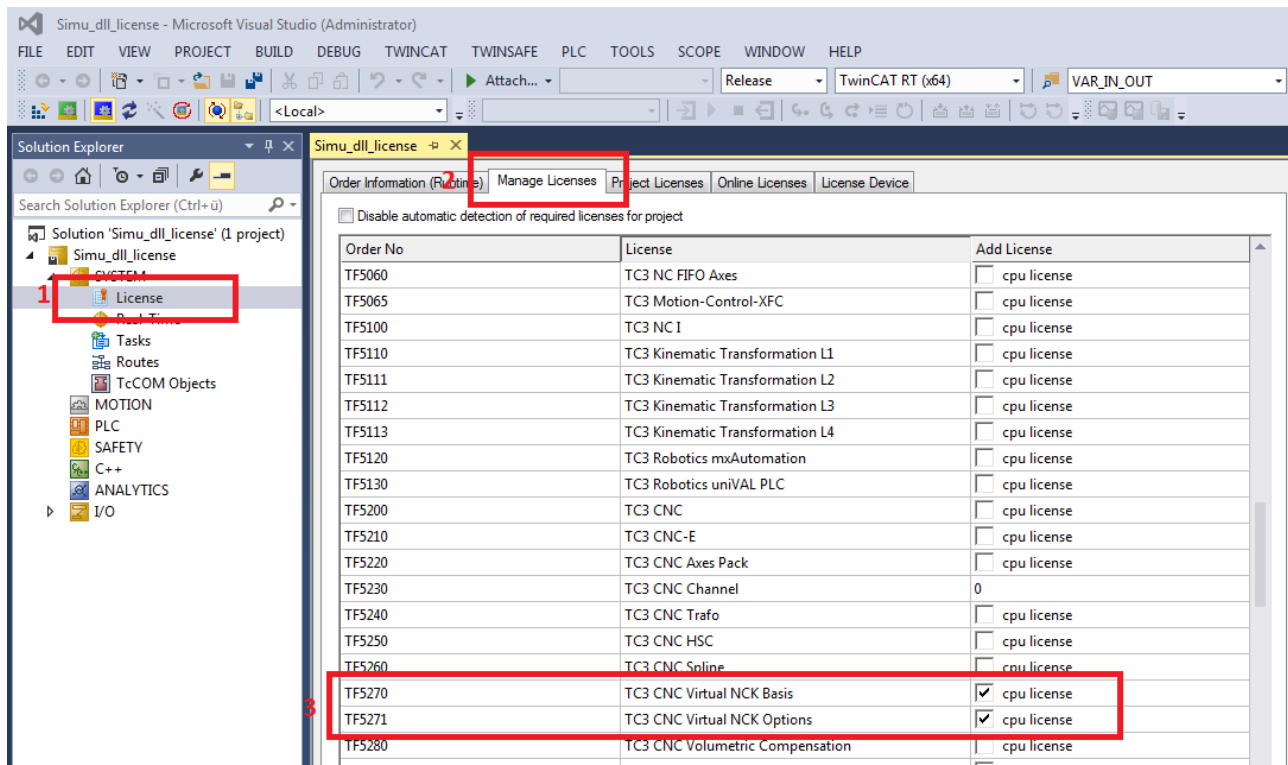 Simu_dll_license - Microsoft Visual Studio (Administrator)
FILE EDIT VIEW PROJECT BUILD DEBUG TWINCAT TWINSAFE PLC TOOLS SCOPE WINDOW HELP
Attach... Release TwinCAT RT (x64) VAR_IN_OUT
<Local>
Solution Explorer
Search Solution Explorer (Ctrl+ü)
Solution 'Simu_dll_license' (1 project)
Simu_dll_license
SYSTEM
1 License
Real-Time
Tasks
Routes
TcCOM Objects
MOTION
PLC
SAFETY
C++
ANALYTICS
I/O
Simu_dll_license
2
Order Information (Runtime) Manage Licenses Project Licenses Online Licenses License Device
Disable automatic detection of required licenses for project
Order No License Add License
TF5060 TC3 NC FIFO Axes cpu license
TF5065 TC3 Motion-Control-XFC cpu license
TF5100 TC3 NC I cpu license
TF5110 TC3 Kinematic Transformation L1 cpu license
TF5111 TC3 Kinematic Transformation L2 cpu license
TF5112 TC3 Kinematic Transformation L3 cpu license
TF5113 TC3 Kinematic Transformation L4 cpu license
TF5120 TC3 Robotics mxAutomation cpu license
TF5130 TC3 Robotics uniVAL PLC cpu license
TF5200 TC3 CNC cpu license
TF5210 TC3 CNC-E cpu license
TF5220 TC3 CNC Axes Pack cpu license
TF5230 TC3 CNC Channel 0
TF5240 TC3 CNC Trafo cpu license
TF5250 TC3 CNC HSC cpu license
TF5260 TC3 CNC Spline cpu license
3
TF5270 TC3 CNC Virtual NCK Basis cpu license
TF5271 TC3 CNC Virtual NCK Options cpu license
TF5280 TC3 CNC Volumetric Compensation cpu license